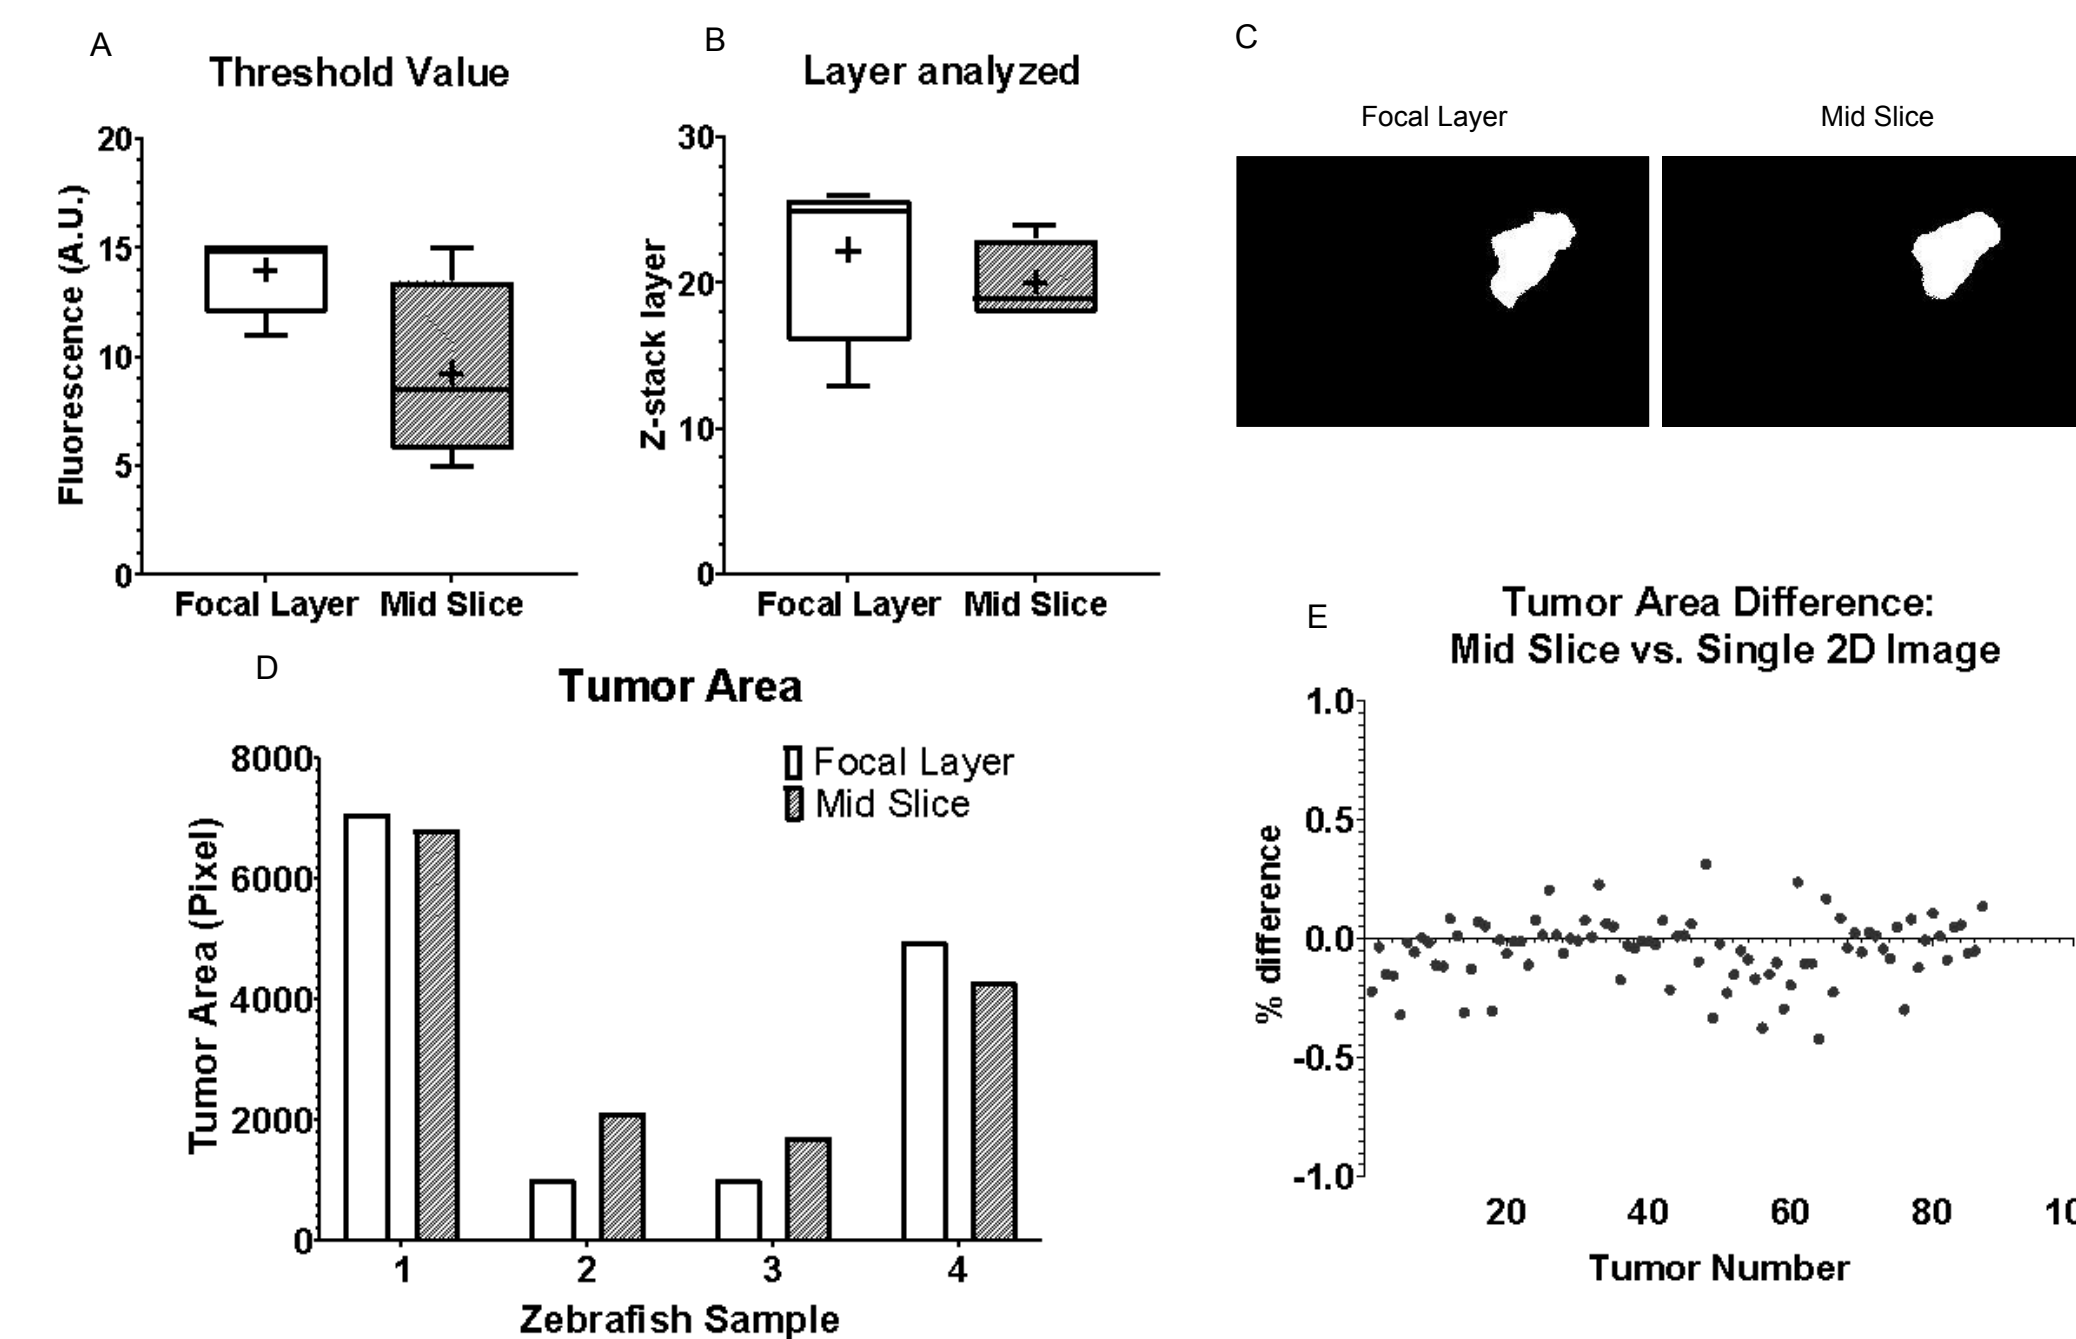 A
Threshold Value
Fluorescence (A.U.)
20
15
10
5
0
Focal Layer Mid Slice
B
Layer analyzed
Z-stack layer
30
20
10
0
Focal Layer Mid Slice
C
Focal Layer Mid Slice
D
Tumor Area
Focal Layer
Mid Slice
Tumor Area (Pixel)
8000
6000
4000
2000
0
1 2 3 4
Zebrafish Sample
E
Tumor Area Difference:
Mid Slice vs. Single 2D Image
% difference
1.0
0.5
0.0
-0.5
-1.0
20 40 60 80 10
Tumor Number